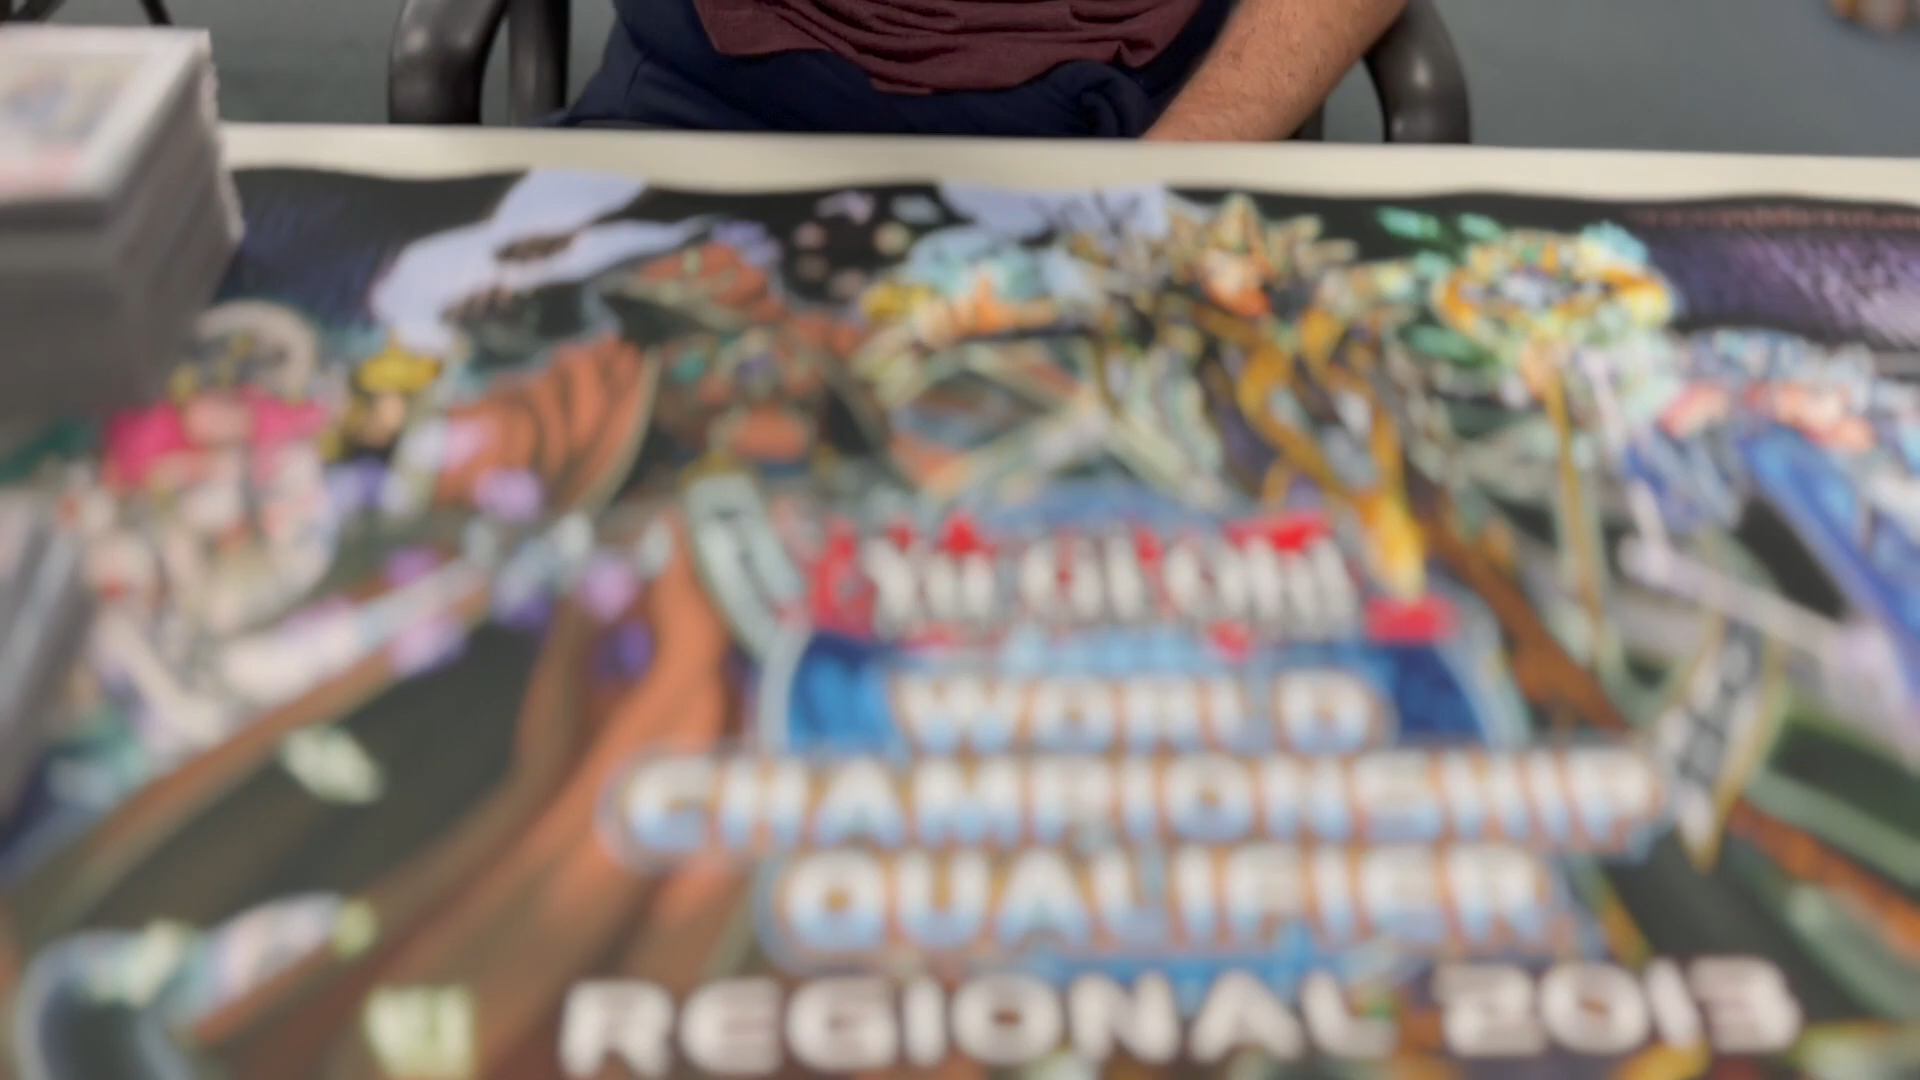 Yu-Gi-Oh!
WORLD
CHAMPIONSHIP
QUALIFIER
REGIONAL 2013